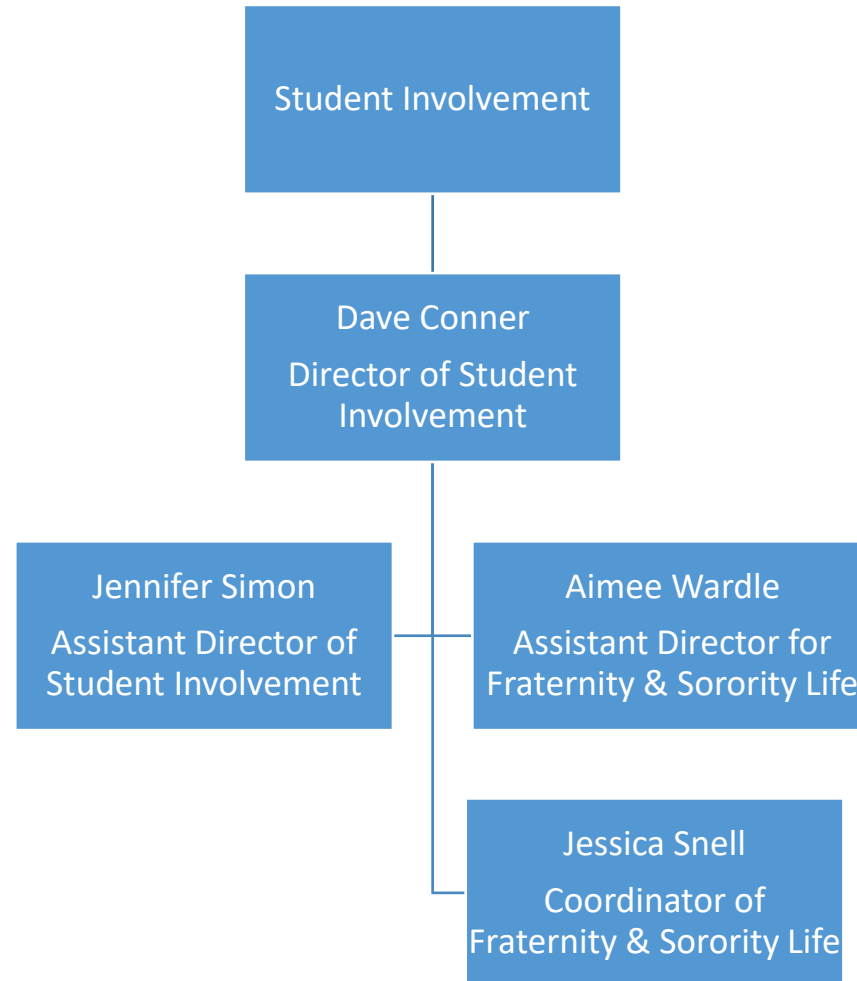 Student Involvement
Dave Conner
Director of Student
Involvement
Jennifer Simon
Assistant Director of
Student Involvement
Aimee Wardle
Assistant Director for
Fraternity & Sorority Life
Jessica Snell
Coordinator of
Fraternity & Sorority Life